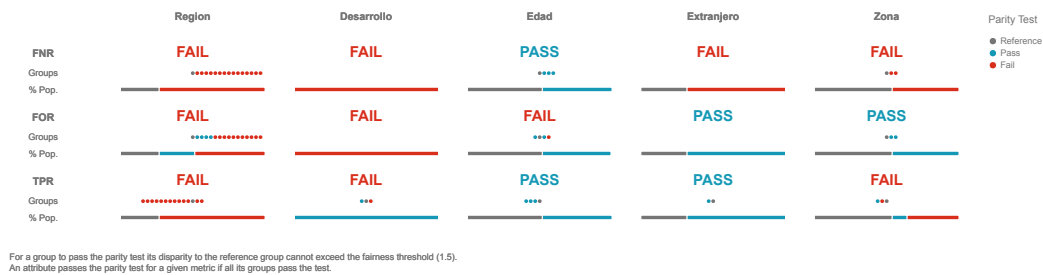 Region Desarrollo Edad Extranjero Zona
Parity Test
Reference
Pass
Fail
FNR FAIL FAIL PASS FAIL FAIL
Groups
% Pop.
FOR FAIL FAIL FAIL PASS PASS
Groups
% Pop.
TPR FAIL FAIL PASS PASS FAIL
Groups
% Pop.
For a group to pass the parity test its disparity to the reference group cannot exceed the fairness threshold (1.5).
An attribute passes the parity test for a given metric if all its groups pass the test.